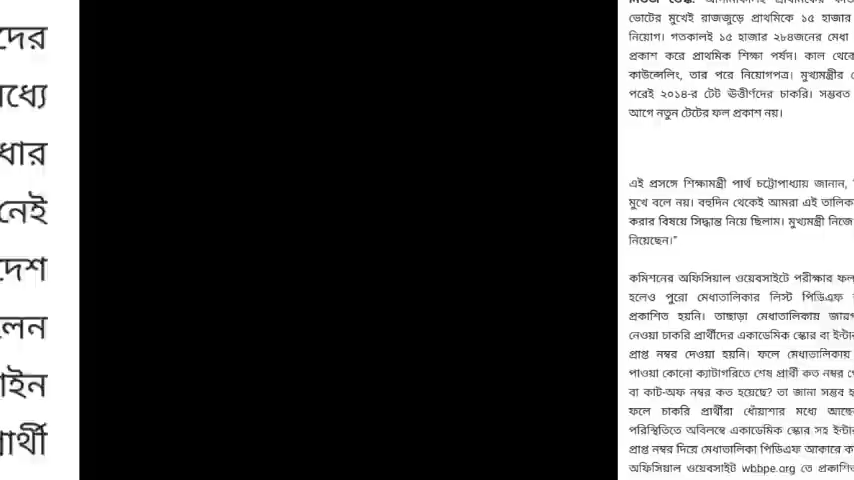 দের
ধ্যে
ধার
নেই
দেশ
লেন
াইন
ার্থী
ভোটের মুখেই রাজজুড়ে প্রাথমিকে ১৫ হাজার
নিয়োগ। গতকালই ১৫ হাজার ২৮৪জনের মেধা
প্রকাশ করে প্রাথমিক শিক্ষা পর্ষদ। কাল থেকে
কাউন্সেলিং, তার পরে নিয়োগপত্র। মুখ্যমন্ত্রীর
পরেই ২০১৪-র টেট উত্তীর্ণদের চাকরি। সম্ভবত
আগে নতুন টেটের ফল প্রকাশ নয়।
এই প্রসঙ্গে শিক্ষামন্ত্রী পার্থ চট্টোপাধ্যায় জানান,
মুখে বলে নয়। বহুদিন থেকেই আমরা এই তালিকা
করার বিষয়ে সিদ্ধান্ত নিয়ে ছিলাম। মুখ্যমন্ত্রী নিজে
নিয়েছেন।”
কমিশনের অফিসিয়াল ওয়েবসাইটে পরীক্ষার ফল
হলেও পুরো মেধাতালিকার লিস্ট পিডিএফ
প্রকাশিত হয়নি। তাছাড়া মেধাতালিকায় জায়গ
নেওয়া চাকরি প্রার্থীদের একাডেমিক স্কোর বা ইন্টার
প্রাপ্ত নম্বর দেওয়া হয়নি। ফলে মেধাতালিকায়
পাওয়া কোনো ক্যাটাগরিতে শেষ প্রার্থী কত নম্বর
বা কাট-অফ নম্বর কত হয়েছে? তা জানা সম্ভব হ
ফলে চাকরি প্রার্থীরা ধোঁয়াশার মধ্যে আছে
পরিস্থিতিতে অবিলম্বে একাডেমিক স্কোর সহ ইন্টার
প্রাপ্ত নম্বর দিয়ে মেধাতালিকা পিডিএফ আকারে ক
অফিসিয়াল ওয়েবসাইট wbbpe.org তে প্রকাশি